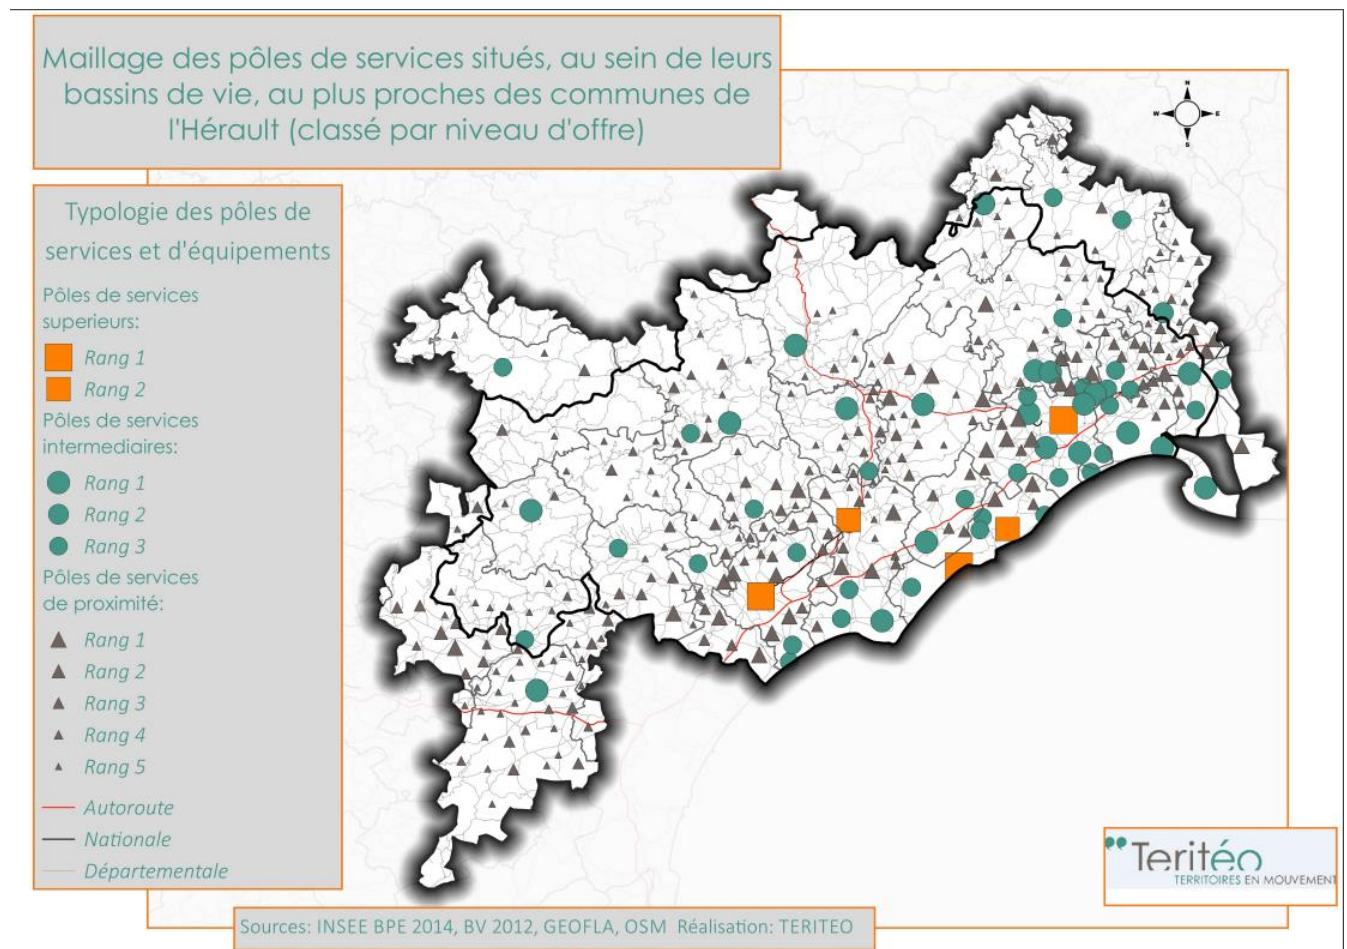 Maillage des pôles de services situés, au sein de leurs
bassins de vie, au plus proches des communes de
l'Hérault (classé par niveau d'offre)
N
W E
S
Typologie des pôles de
services et d'équipements
Pôles de services
superieurs:
Rang 1
Rang 2
Pôles de services
intermediaires:
Rang 1
Rang 2
Rang 3
Pôles de services
de proximité:
Rang 1
Rang 2
Rang 3
Rang 4
Rang 5
Autoroute
Nationale
Départementale
Teritéo
TERRITOIRES EN MOUVEMENT
Sources: INSEE BPE 2014, BV 2012, GEOFLA, OSM Réalisation: TERITEO